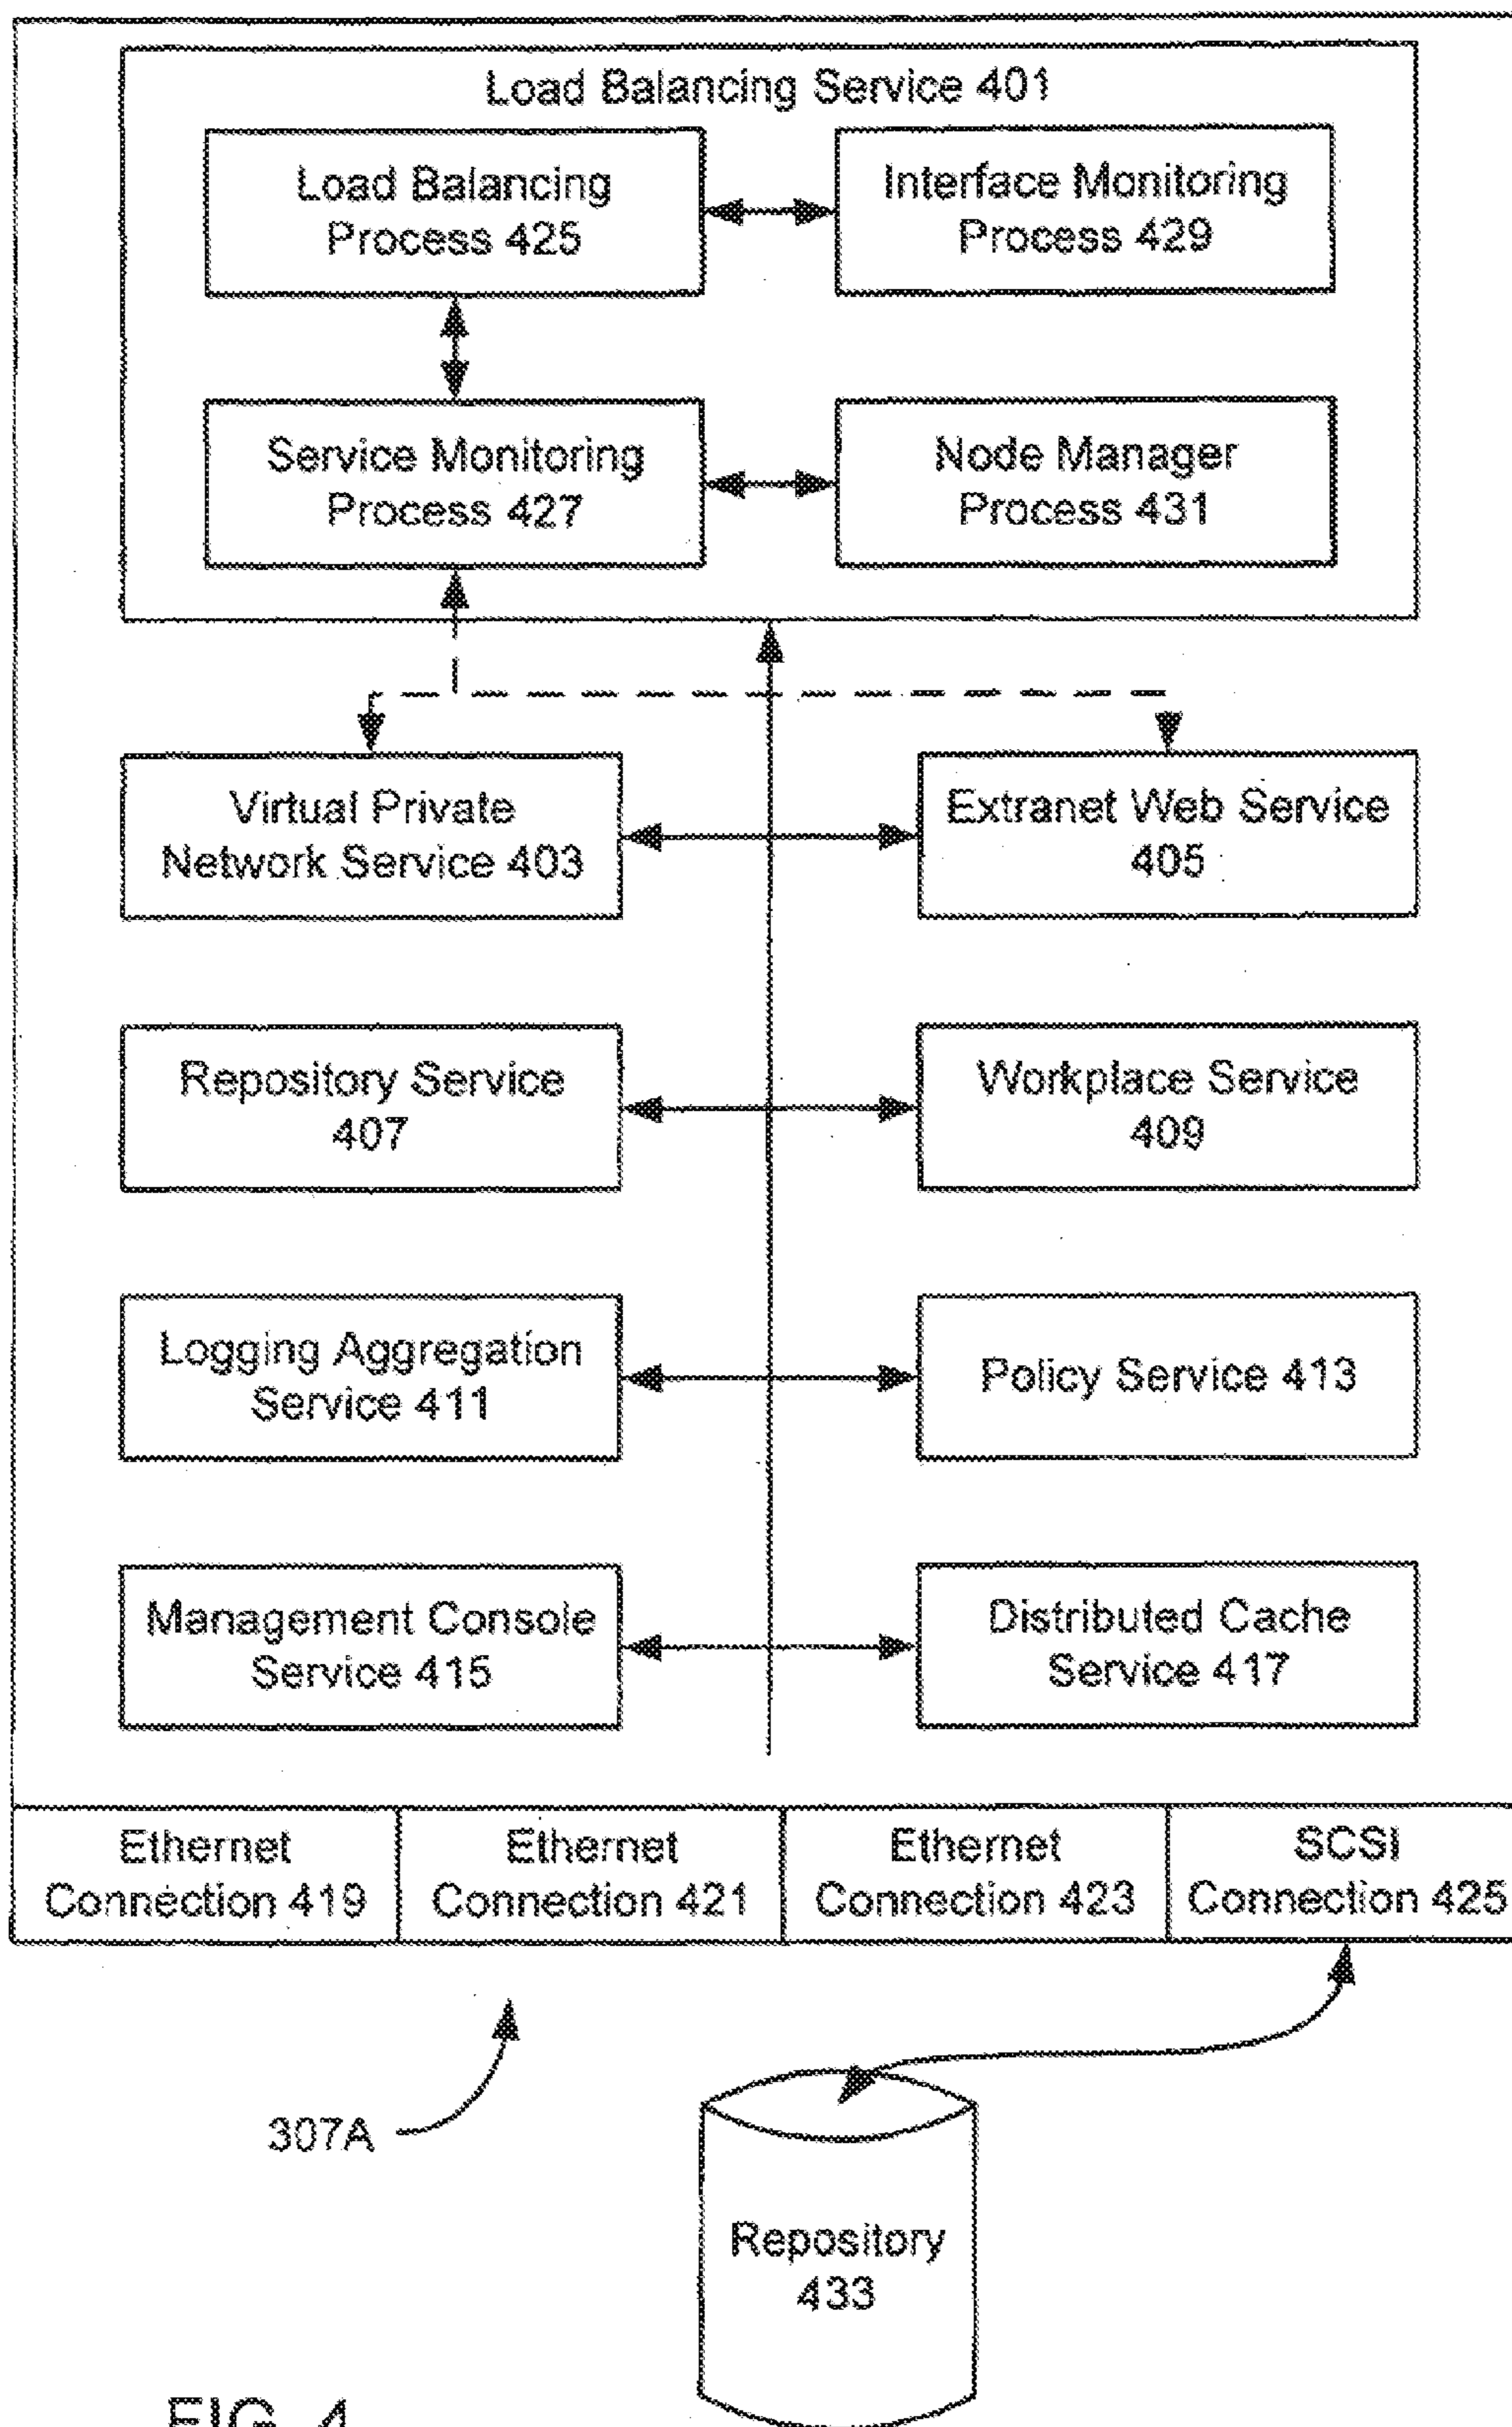 Load Balancing Service 401
Load Balancing
Process 425
Interface Monitoring
Process 429
Service Monitoring
Process 427
Node Manager
Process 431
Virtual Private
Network Service 403
Extranet Web Service
405
Repository Service
407
Workplace Service
409
Logging Aggregation
Service 411
Policy Service 413
Management Console
Service 415
Distributed Cache
Service 417
Ethernet
Connection 419
Ethernet
Connection 421
Ethernet
Connection 423
SCSI
Connection 425
307A
Repository
433
FIG. 4